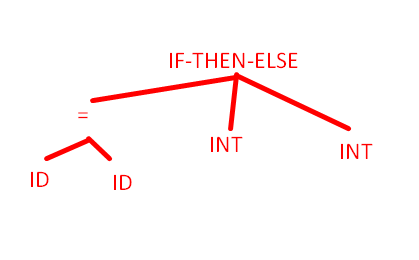 IF-THEN-ELSE
=
INT
INT
ID
ID